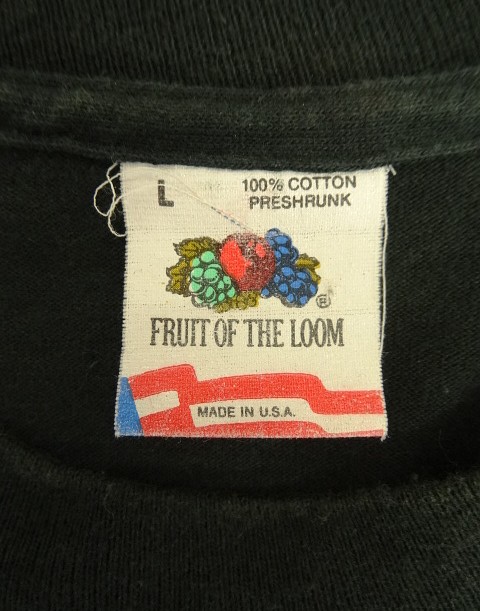 L
100% COTTON
PRESHRUNK
®
FRUIT OF THE LOOM
MADE IN U.S.A.